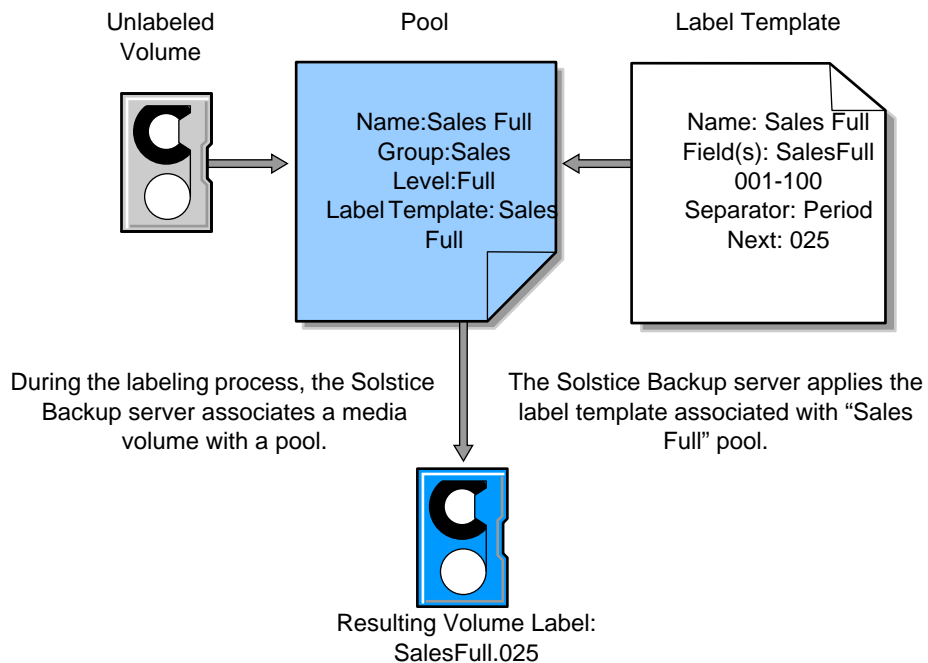 Unlabeled
Volume
Pool
Label Template
Name:Sales Full
Group:Sales
Level:Full
Label Template: Sales
Full
Name: Sales Full
Field(s): SalesFull
001-100
Separator: Period
Next: 025
During the labeling process, the Solstice
Backup server associates a media
volume with a pool.
The Solstice Backup server applies the
label template associated with “Sales
Full” pool.
Resulting Volume Label:
SalesFull.025